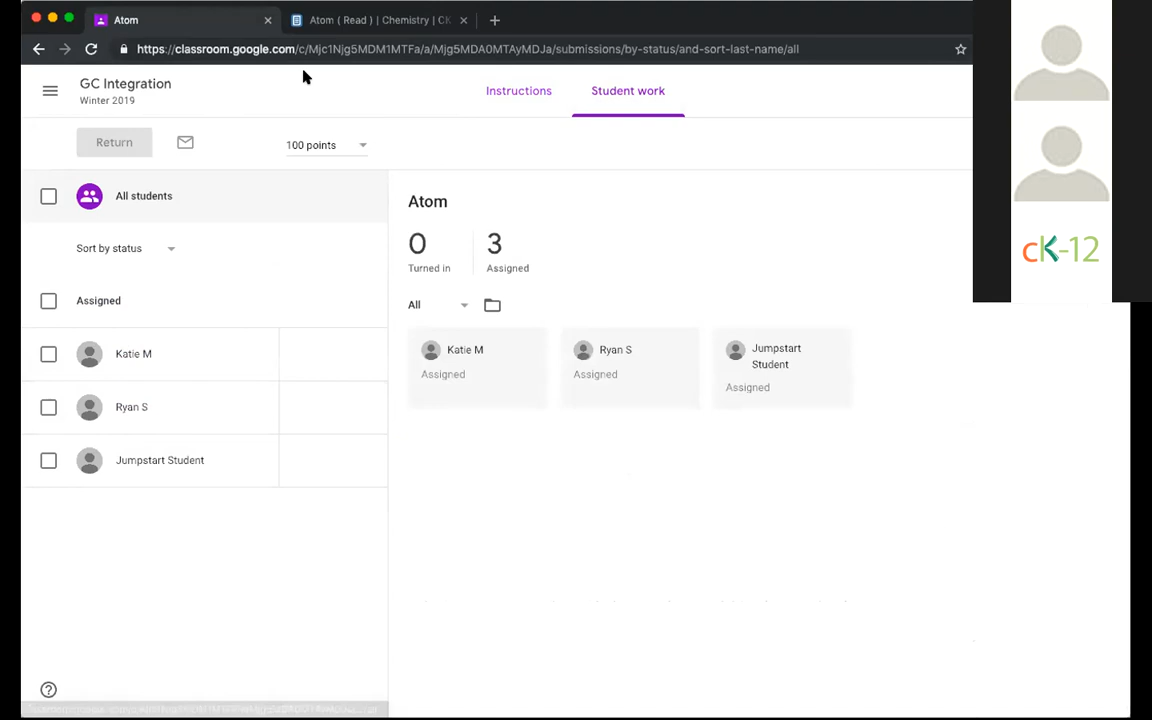 Atom
Atom ( Read ) | Chemistry | CK
https://classroom.google.com/c/Mjc1Njg5MDM1MTFa/a/Mjg5MDA0MTAyMDJa/submissions/by-status/and-sort-last-name/all
GC Integration
Winter 2019
Instructions
Student work
Return
100 points
All students
Sort by status
Assigned
Katie M
Ryan S
Jumpstart Student
Atom
0
3
Turned in
Assigned
All
Katie M
Assigned
Ryan S
Assigned
Jumpstart
Student
Assigned
cK-12